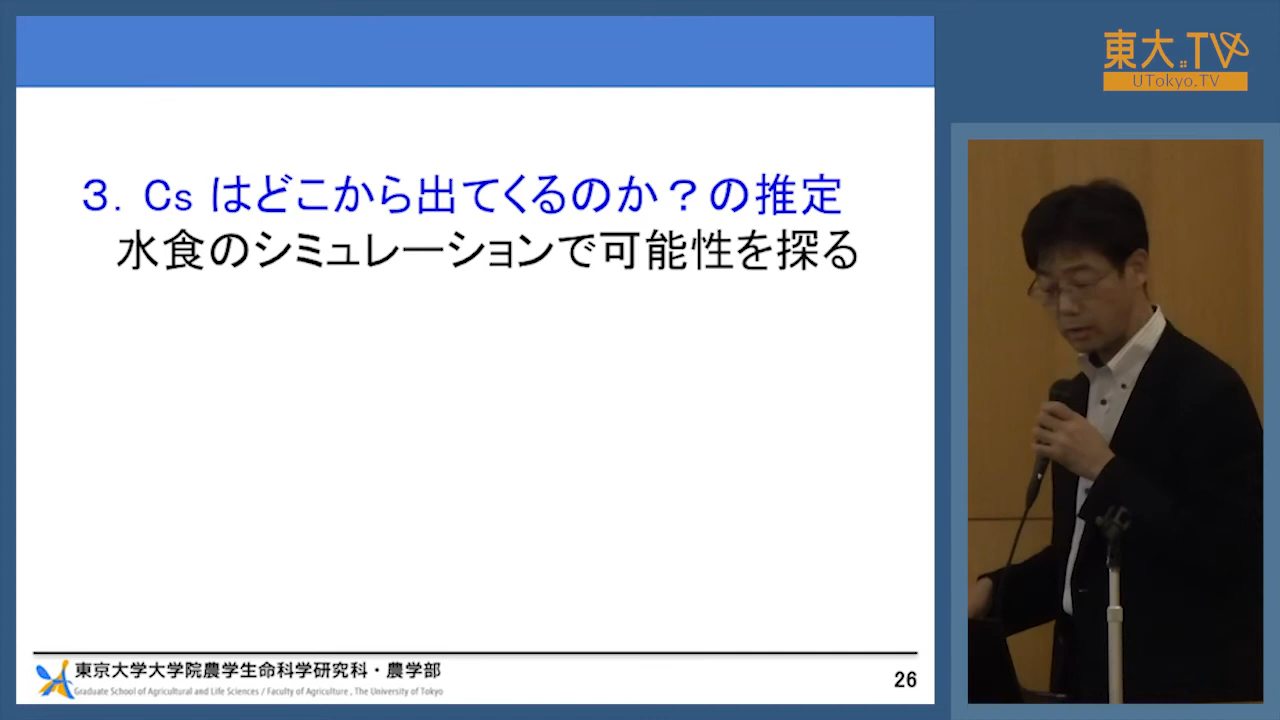 東大.TV
UTokyo.TV
３．Cs はどこから出てくるのか？の推定
水食のシミュレーションで可能性を探る
東京大学大学院農学生命科学研究科・農学部
Graduate School of Agricultural and Life Sciences / Faculty of Agriculture , The University of Tokyo
26